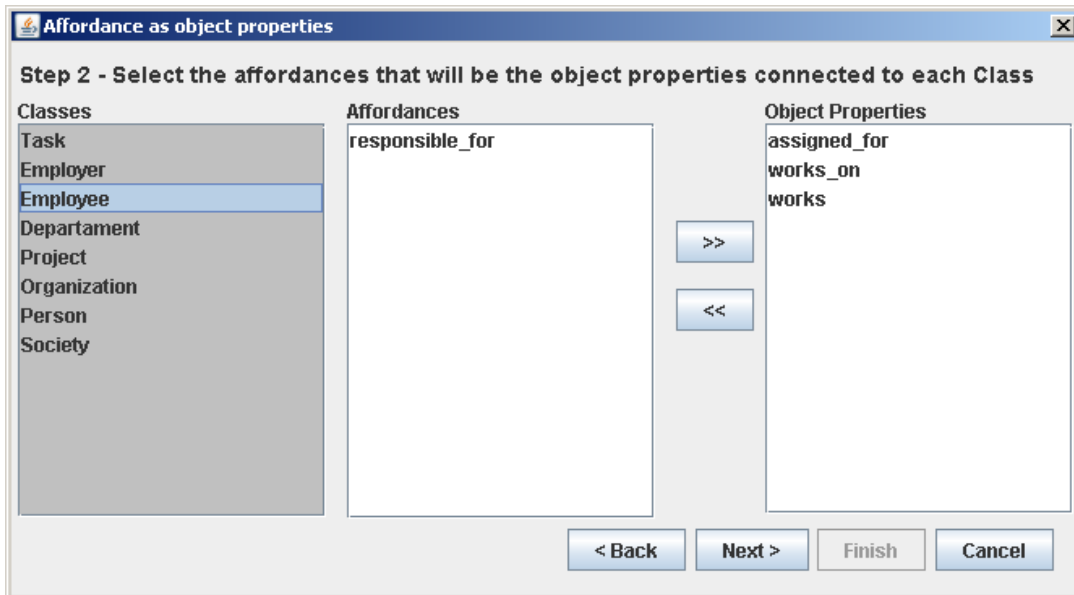 Affordance as object properties
Step 2 - Select the affordances that will be the object properties connected to each Class
Classes
Task
Employer
Employee
Departament
Project
Organization
Person
Society
Affordances
responsible_for
>>
<<
Object Properties
assigned_for
works_on
works
< Back
Next >
Finish
Cancel